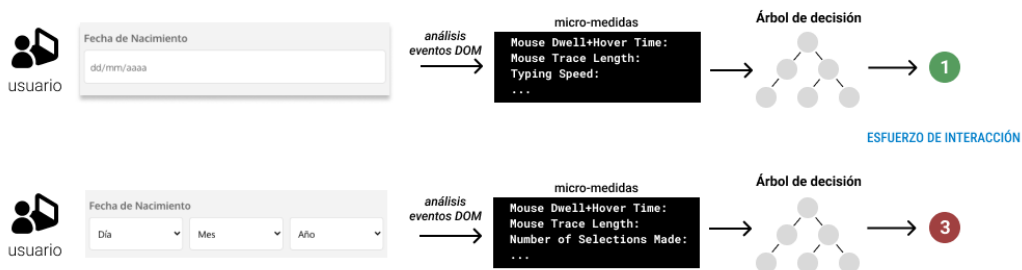 usuario
Fecha de Nacimiento
dd/mm/aaaa
análisis
eventos DOM
micro-medidas
Mouse Dwell+Hover Time:
Mouse Trace Length:
Typing Speed:
...
Árbol de decisión
1
ESFUERZO DE INTERACCIÓN
usuario
Fecha de Nacimiento
Día
Mes
Año
análisis
eventos DOM
micro-medidas
Mouse Dwell+Hover Time:
Mouse Trace Length:
Number of Selections Made:
...
Árbol de decisión
3